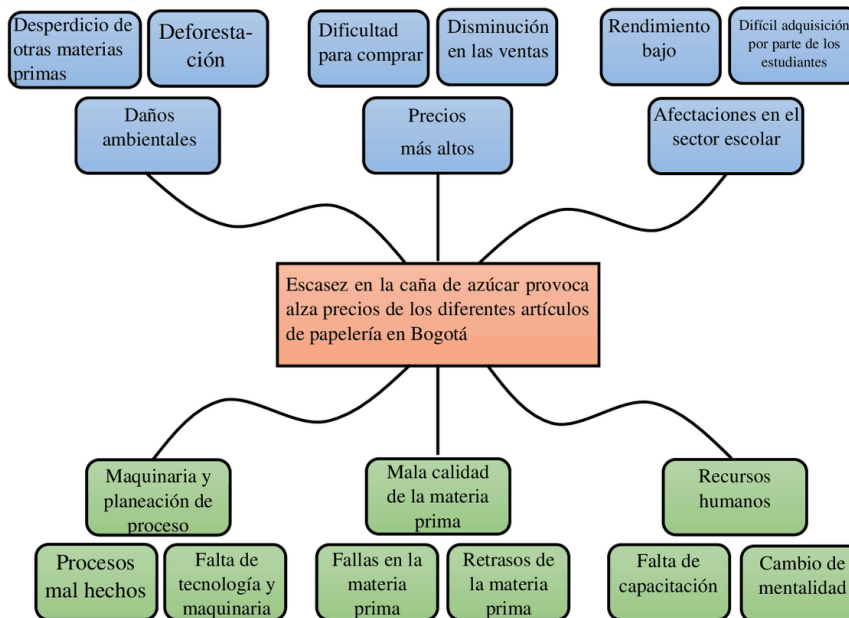 Desperdicio de
otras materias
primas
Deforesta-
ción
Dificultad
para comprar
Disminución
en las ventas
Rendimiento
bajo
Difícil adquisición
por parte de los
estudiantes
Daños
ambientales
Precios
más altos
Afectaciones en el
sector escolar
Escasez en la caña de azúcar provoca
alza precios de los diferentes artículos
de papelería en Bogotá
Maquinaria y
planeación de
proceso
Mala calidad
de la materia
prima
Recursos
humanos
Procesos
mal hechos
Falta de
tecnología y
maquinaria
Fallas en la
materia
prima
Retrasos de
la materia
prima
Falta de
capacitación
Cambio de
mentalidad